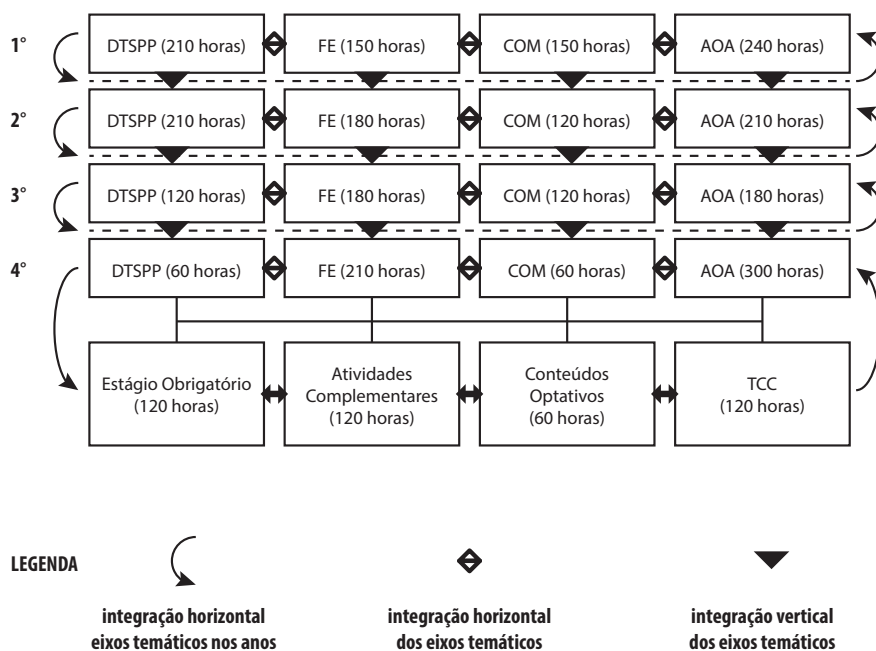 1°
DTSPP (210 horas)
FE (150 horas)
COM (150 horas)
AOA (240 horas)
2°
DTSPP (210 horas)
FE (180 horas)
COM (120 horas)
AOA (210 horas)
3°
DTSPP (120 horas)
FE (180 horas)
COM (120 horas)
AOA (180 horas)
4°
DTSPP (60 horas)
FE (210 horas)
COM (60 horas)
AOA (300 horas)
Estágio Obrigatório
(120 horas)
Atividades
Complementares
(120 horas)
Conteúdos
Optativos
(60 horas)
TCC
(120 horas)
LEGENDA
integração horizontal
eixos temáticos nos anos
integração horizontal
dos eixos temáticos
integração vertical
dos eixos temáticos